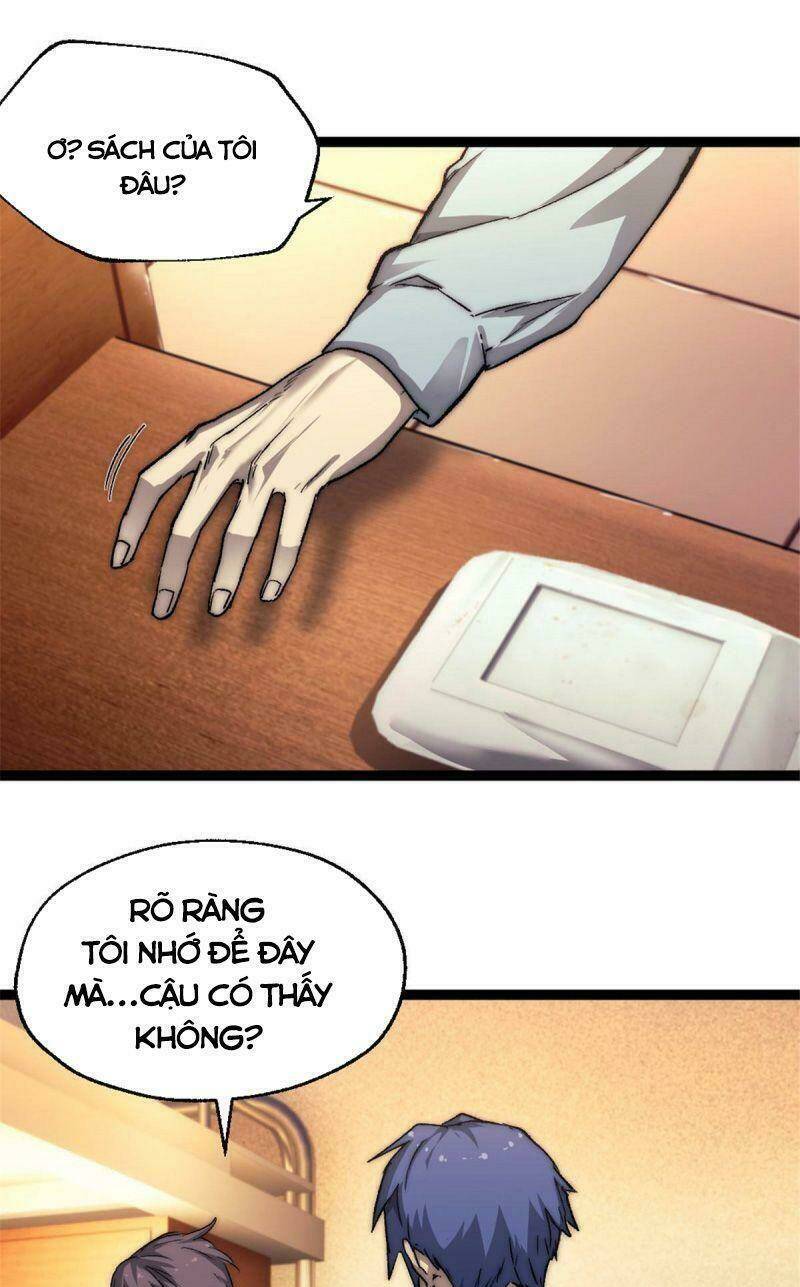 Ơ? SÁCH CỦA TÔI
ĐÂU?
RÕ RÀNG
TÔI NHỚ ĐỂ ĐÂY
MÀ...CẬU CÓ THẤY
KHÔNG?